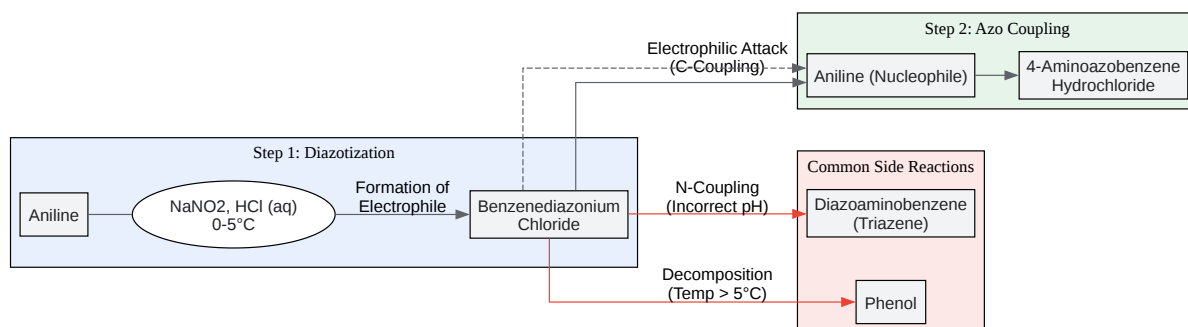 Step 2: Azo Coupling
Electrophilic Attack
(C-Coupling)
Aniline (Nucleophile)
4-Aminoazobenzene
Hydrochloride
Step 1: Diazotization
Aniline
NaNO2, HCl (aq)
0-5°C
Formation of
Electrophile
Benzenediazonium
Chloride
Common Side Reactions
N-Coupling
(Incorrect pH)
Diazoaminobenzene
(Triazene)
Decomposition
(Temp > 5°C)
Phenol